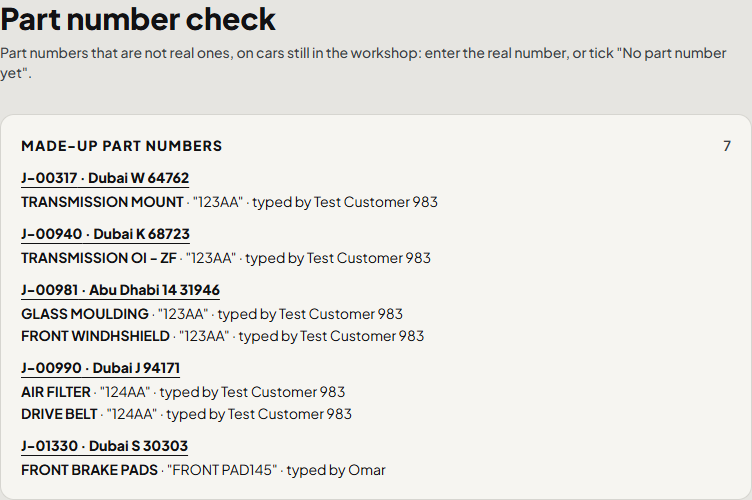 Part number check
Part numbers that are not real ones, on cars still in the workshop: enter the real number, or tick "No part number
yet".
MADE-UP PART NUMBERS 7
J-00317 · Dubai W 64762
TRANSMISSION MOUNT · "123AA" · typed by Test Customer 983
J-00940 · Dubai K 68723
TRANSMISSION OI - ZF · "123AA" · typed by Test Customer 983
J-00981 · Abu Dhabi 14 31946
GLASS MOULDING · "123AA" · typed by Test Customer 983
FRONT WINDHSHIELD · "123AA" · typed by Test Customer 983
J-00990 · Dubai J 94171
AIR FILTER · "124AA" · typed by Test Customer 983
DRIVE BELT · "124AA" · typed by Test Customer 983
J-01330 · Dubai S 30303
FRONT BRAKE PADS · "FRONT PAD145" · typed by Omar